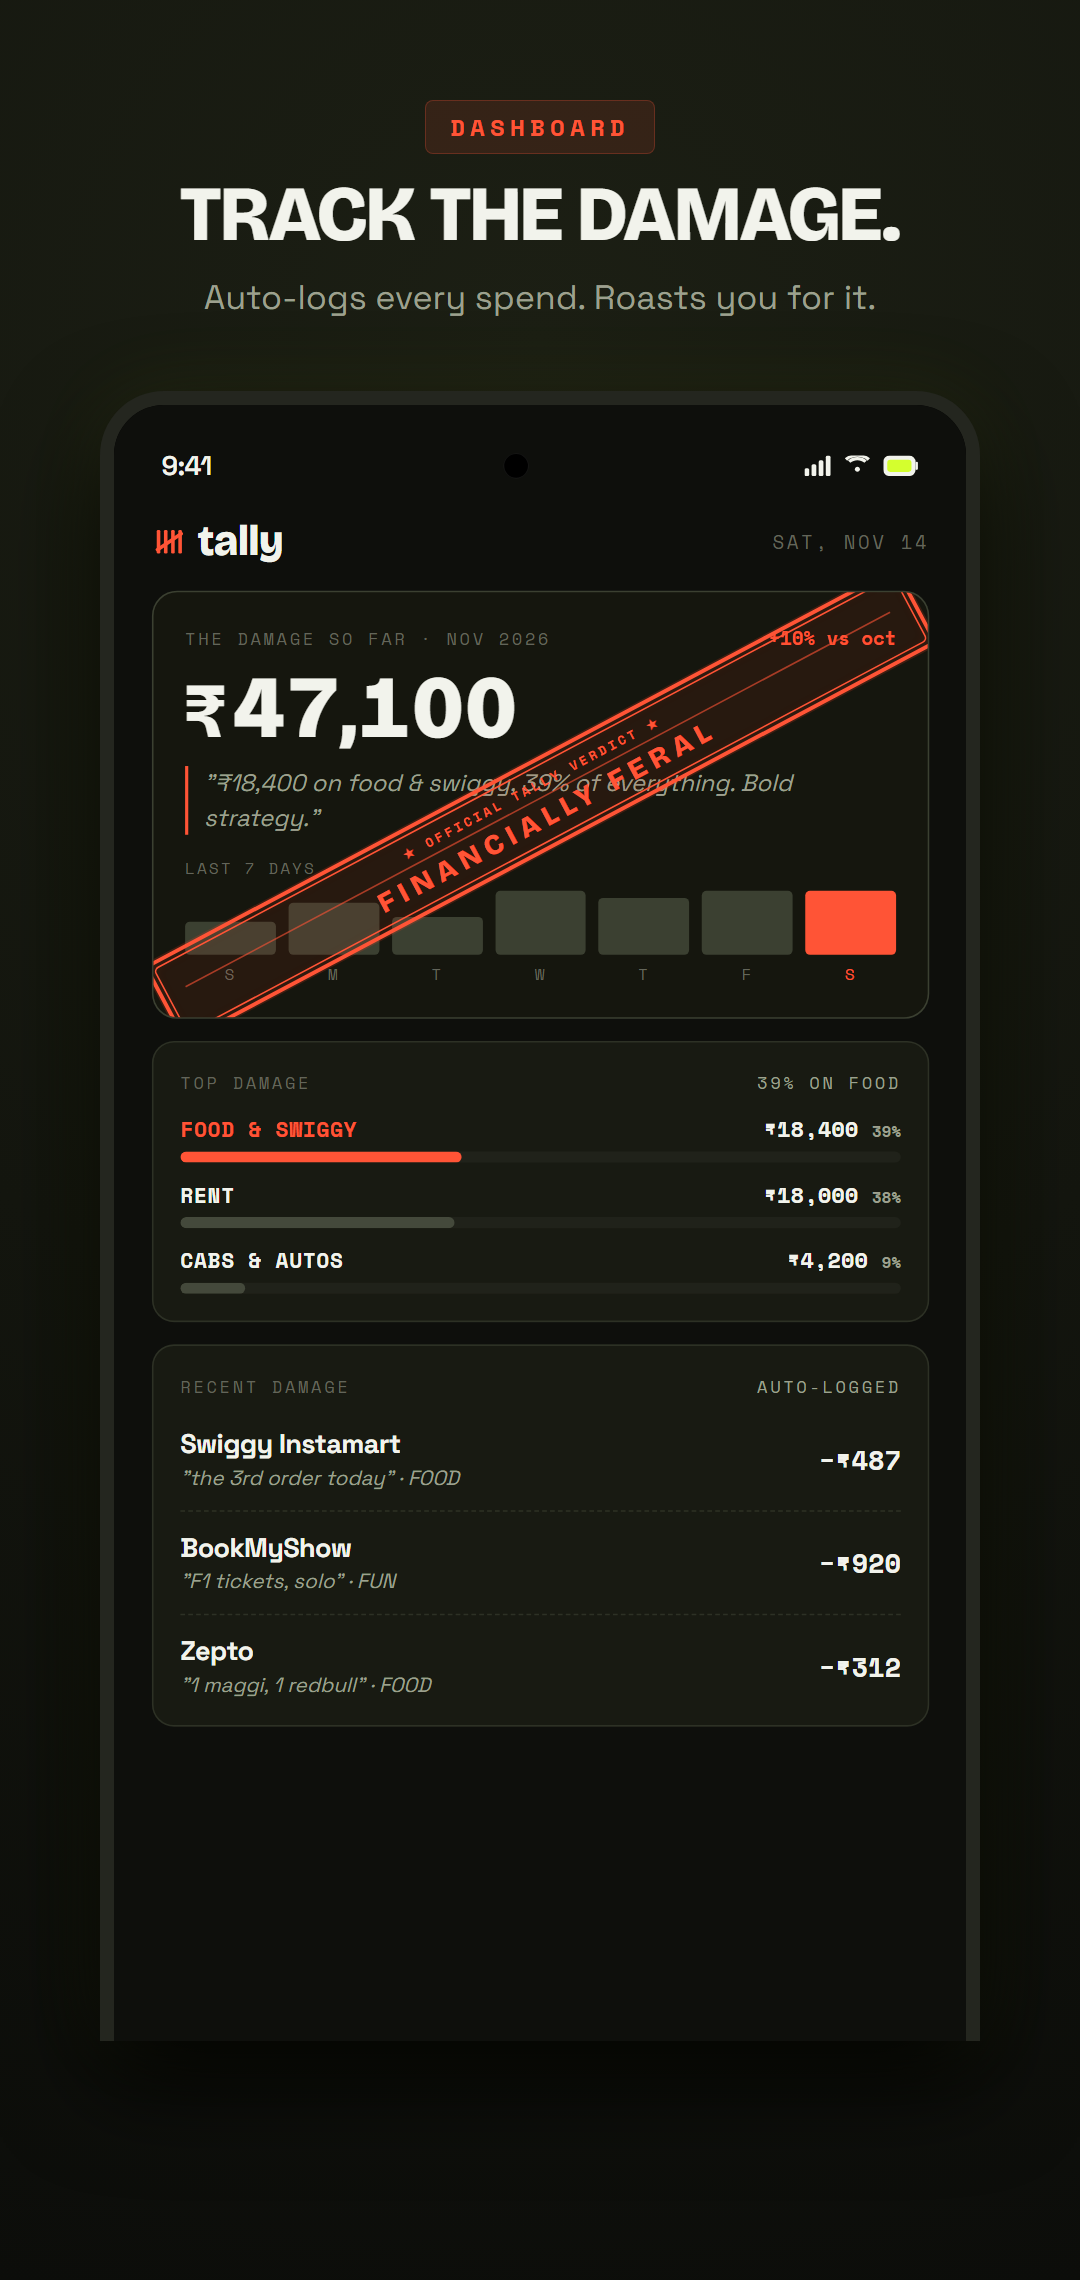 DASHBOARD
TRACK THE DAMAGE.
Auto-logs every spend. Roasts you for it.
9:41
tally
SAT, NOV 14
THE DAMAGE SO FAR · NOV 2026
+10% vs oct
₹47,100
"₹18,400 on food & swiggy. 39% of everything. Bold
strategy."
★ OFFICIAL TALLY VERDICT ★
FINANCIALLY FERAL
LAST 7 DAYS
S M T W T F S
TOP DAMAGE
39% ON FOOD
FOOD & SWIGGY
₹18,400 39%
RENT
₹18,000 38%
CABS & AUTOS
₹4,200 9%
RECENT DAMAGE
AUTO-LOGGED
Swiggy Instamart
"the 3rd order today" · FOOD
−₹487
BookMyShow
"F1 tickets, solo" · FUN
−₹920
Zepto
"1 maggi, 1 redbull" · FOOD
−₹312